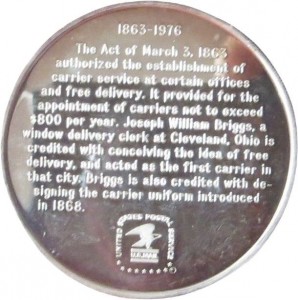 1863-1976
The Act of March 3, 1863
authorized the establishment of
carrier service at certain offices
and free delivery. It provided for the
appointment of carriers not to exceed
$800 per year. Joseph William Briggs, a
window delivery clerk at Cleveland, Ohio is
credited with conceiving the idea of free
delivery, and acted as the first carrier in
that city. Briggs is also credited with de-
signing the carrier uniform introduced
in 1868.
UNITED STATES POSTAL SERVICE
U.S. MAIL